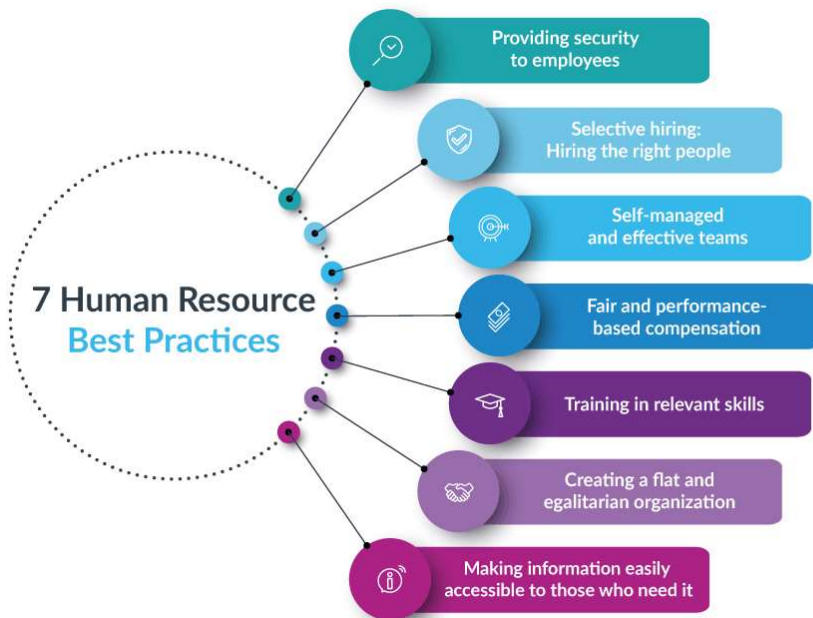 Providing security
to employees
Selective hiring:
Hiring the right people
Self-managed
and effective teams
7 Human Resource
Best Practices
Fair and performance-
based compensation
Training in relevant skills
Creating a flat and
egalitarian organization
Making information easily
accessible to those who need it